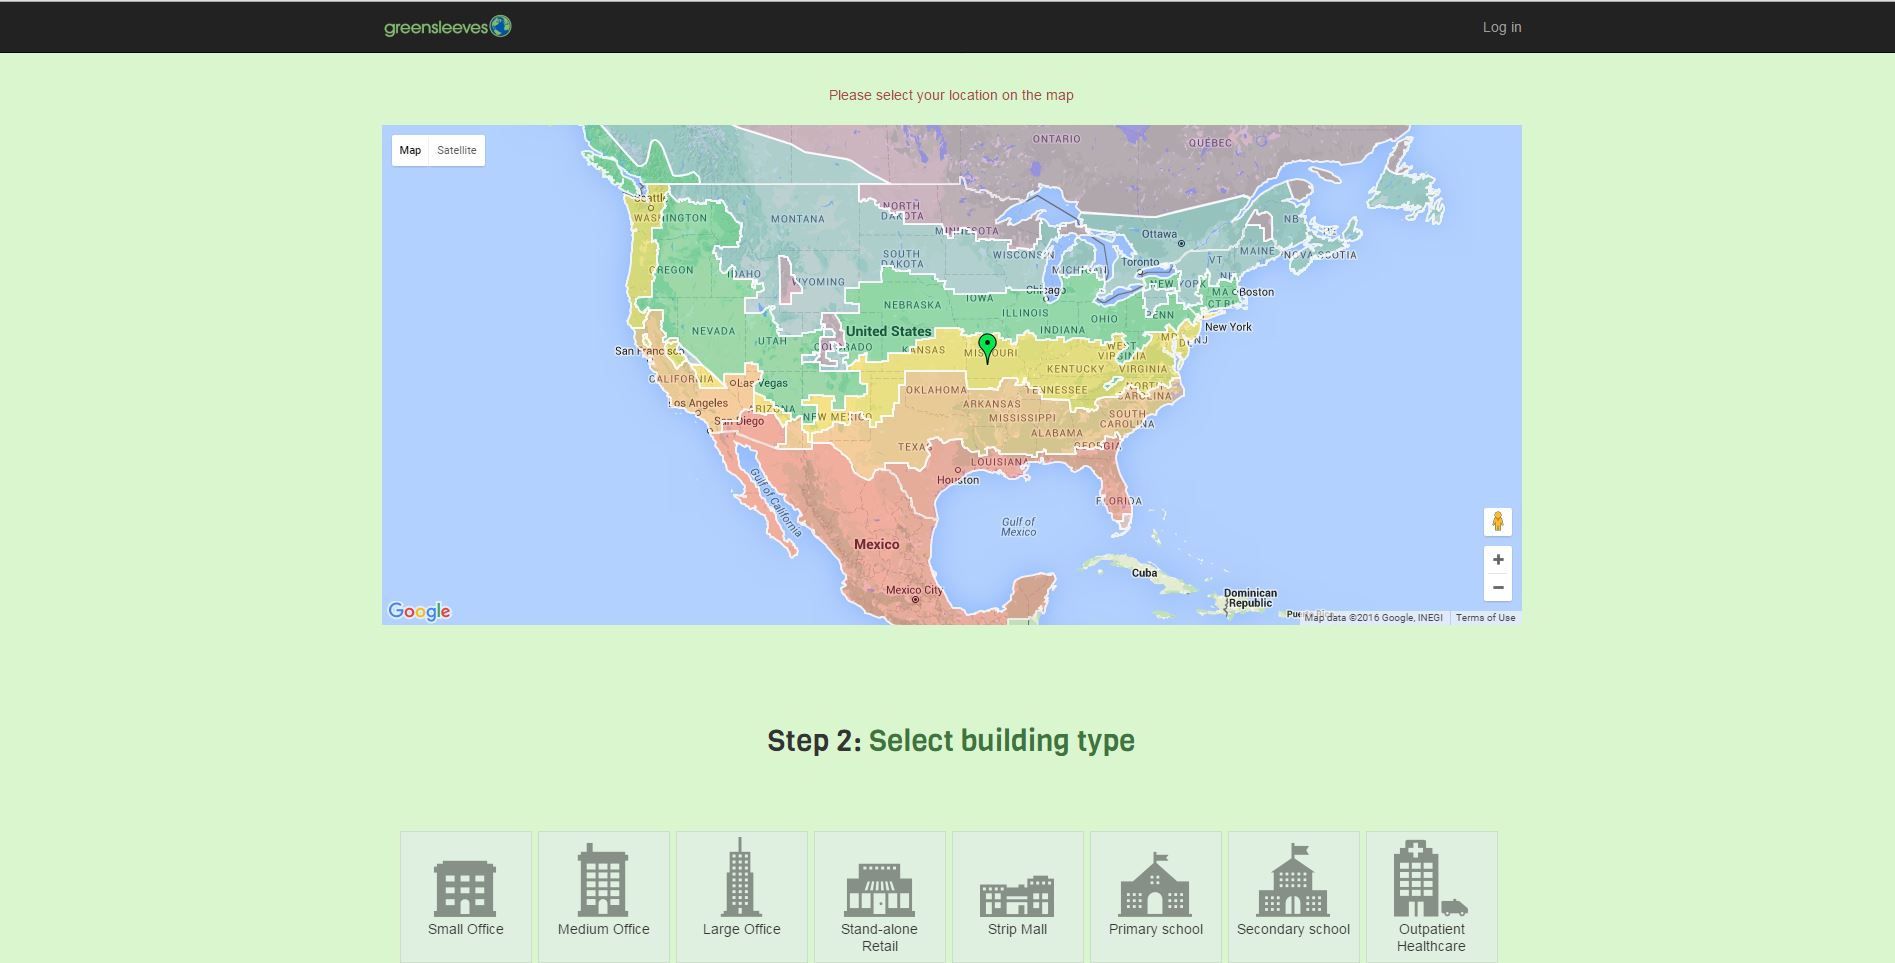 greensleeves
Log in
Please select your location on the map
Map
Satellite
ONTARIO
QUÉBEC
Seattle
WASHINGTON
MONTANA
NORTH
DAKOTA
MINNESOTA
Ottawa
NB
MAINE
NOVA SCOTIA
OREGON
IDAHO
WYOMING
SOUTH
DAKOTA
WISCONSIN
MICHIGAN
Toronto
VT
NH
NEW YORK
MA
Boston
CT RI
NEBRASKA
IOWA
Chicago
ILLINOIS
INDIANA
OHIO
PENN
New York
NEVADA
UTAH
COLORADO
United States
KANSAS
MISSOURI
WEST
VIRGINIA
MD
DE
NJ
KENTUCKY
VIRGINIA
San Francisco
CALIFORNIA
Las Vegas
OKLAHOMA
TENNESSEE
NORTH
CAROLINA
Los Angeles
ARIZONA
NEW MEXICO
ARKANSAS
MISSISSIPPI
SOUTH
CAROLINA
San Diego
ALABAMA
GEORGIA
TEXAS
LOUISIANA
Houston
FLORIDA
Gulf of California
Gulf of
Mexico
Mexico
Cuba
Mexico City
Dominican
Republic
Puerto Rico
Google
Map data ©2016 Google, INEGI
Terms of Use
Step 2: Select building type
Small Office
Medium Office
Large Office
Stand-alone
Retail
Strip Mall
Primary school
Secondary school
Outpatient
Healthcare